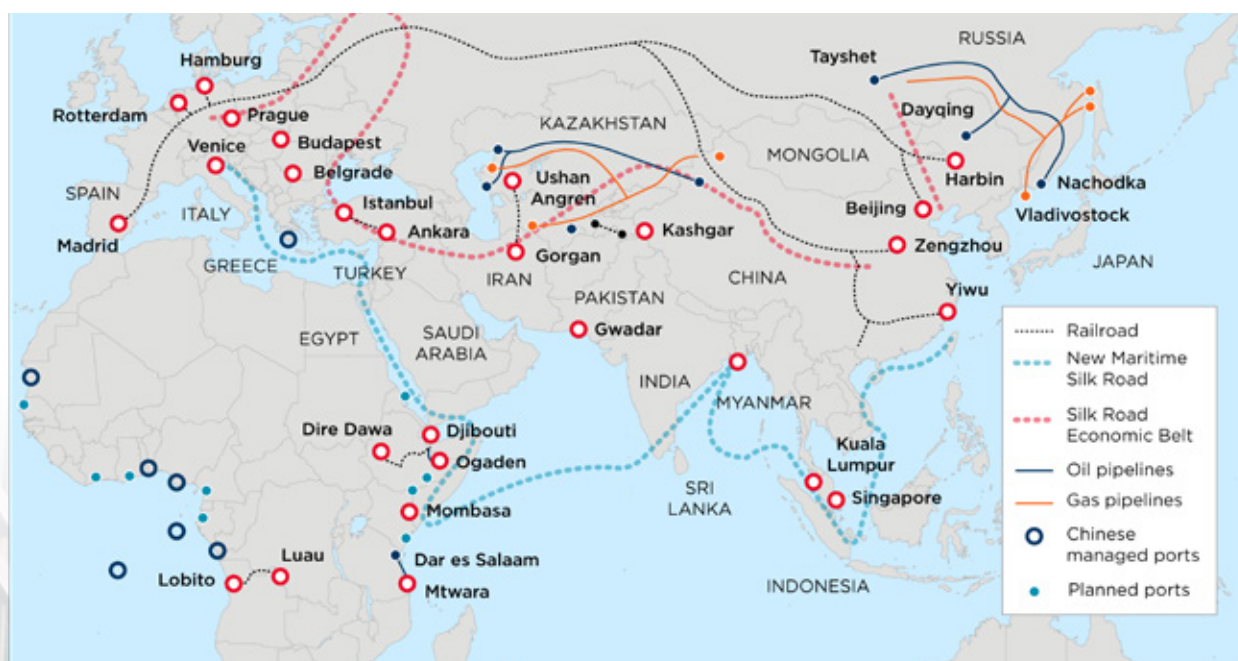 RUSSIA
Tayshet
Hamburg
Dayqing
Rotterdam
Prague
KAZAKHSTAN
Venice
Budapest
MONGOLIA
Belgrade
Ushan
Harbin
Nachodka
SPAIN
Angren
ITALY
Istanbul
Beijing
Vladivostock
Madrid
Ankara
Kashgar
Zengzhou
GREECE
Gorgan
JAPAN
TURKEY
IRAN
CHINA
Yiwu
PAKISTAN
EGYPT
SAUDI
ARABIA
Gwadar
INDIA
MYANMAR
Dire Dawa
Djibouti
Ogaden
Kuala
Lumpur
SRI
LANKA
Singapore
Mombasa
Luau
Dar es Salaam
Lobito
Mtwara
INDONESIA
Railroad
New Maritime
Silk Road
Silk Road
Economic Belt
Oil pipelines
Gas pipelines
Chinese
managed ports
Planned ports